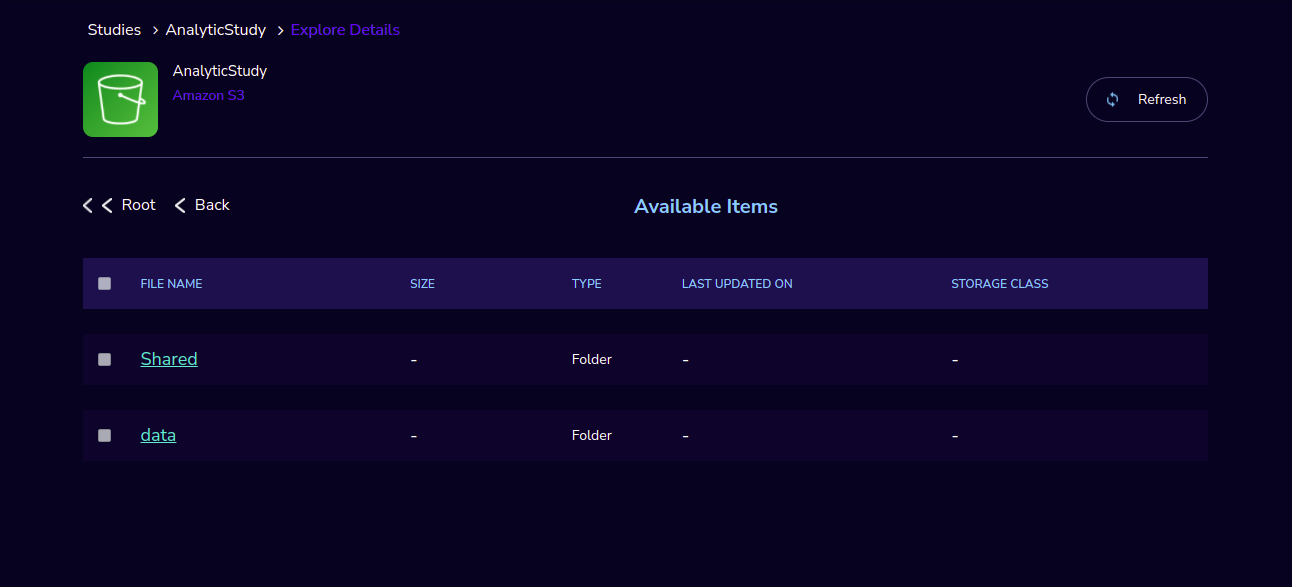 Studies > AnalyticStudy > Explore Details
AnalyticStudy
Amazon S3
Refresh
Root Back
Available Items
FILE NAME SIZE TYPE LAST UPDATED ON STORAGE CLASS
Shared - Folder - -
data - Folder - -